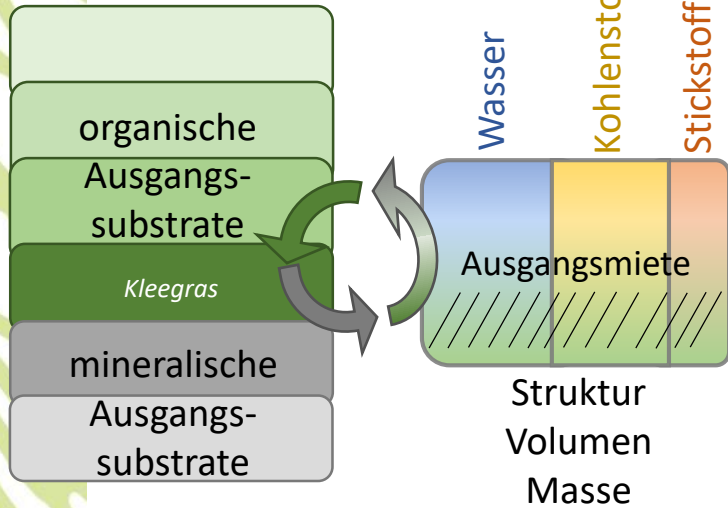 organische
Ausgangs-
substrate
Kleegras
mineralische
Ausgangs-
substrate
Wasser
Stickstoff
Ausgangsmiete
Struktur
Volumen
Masse